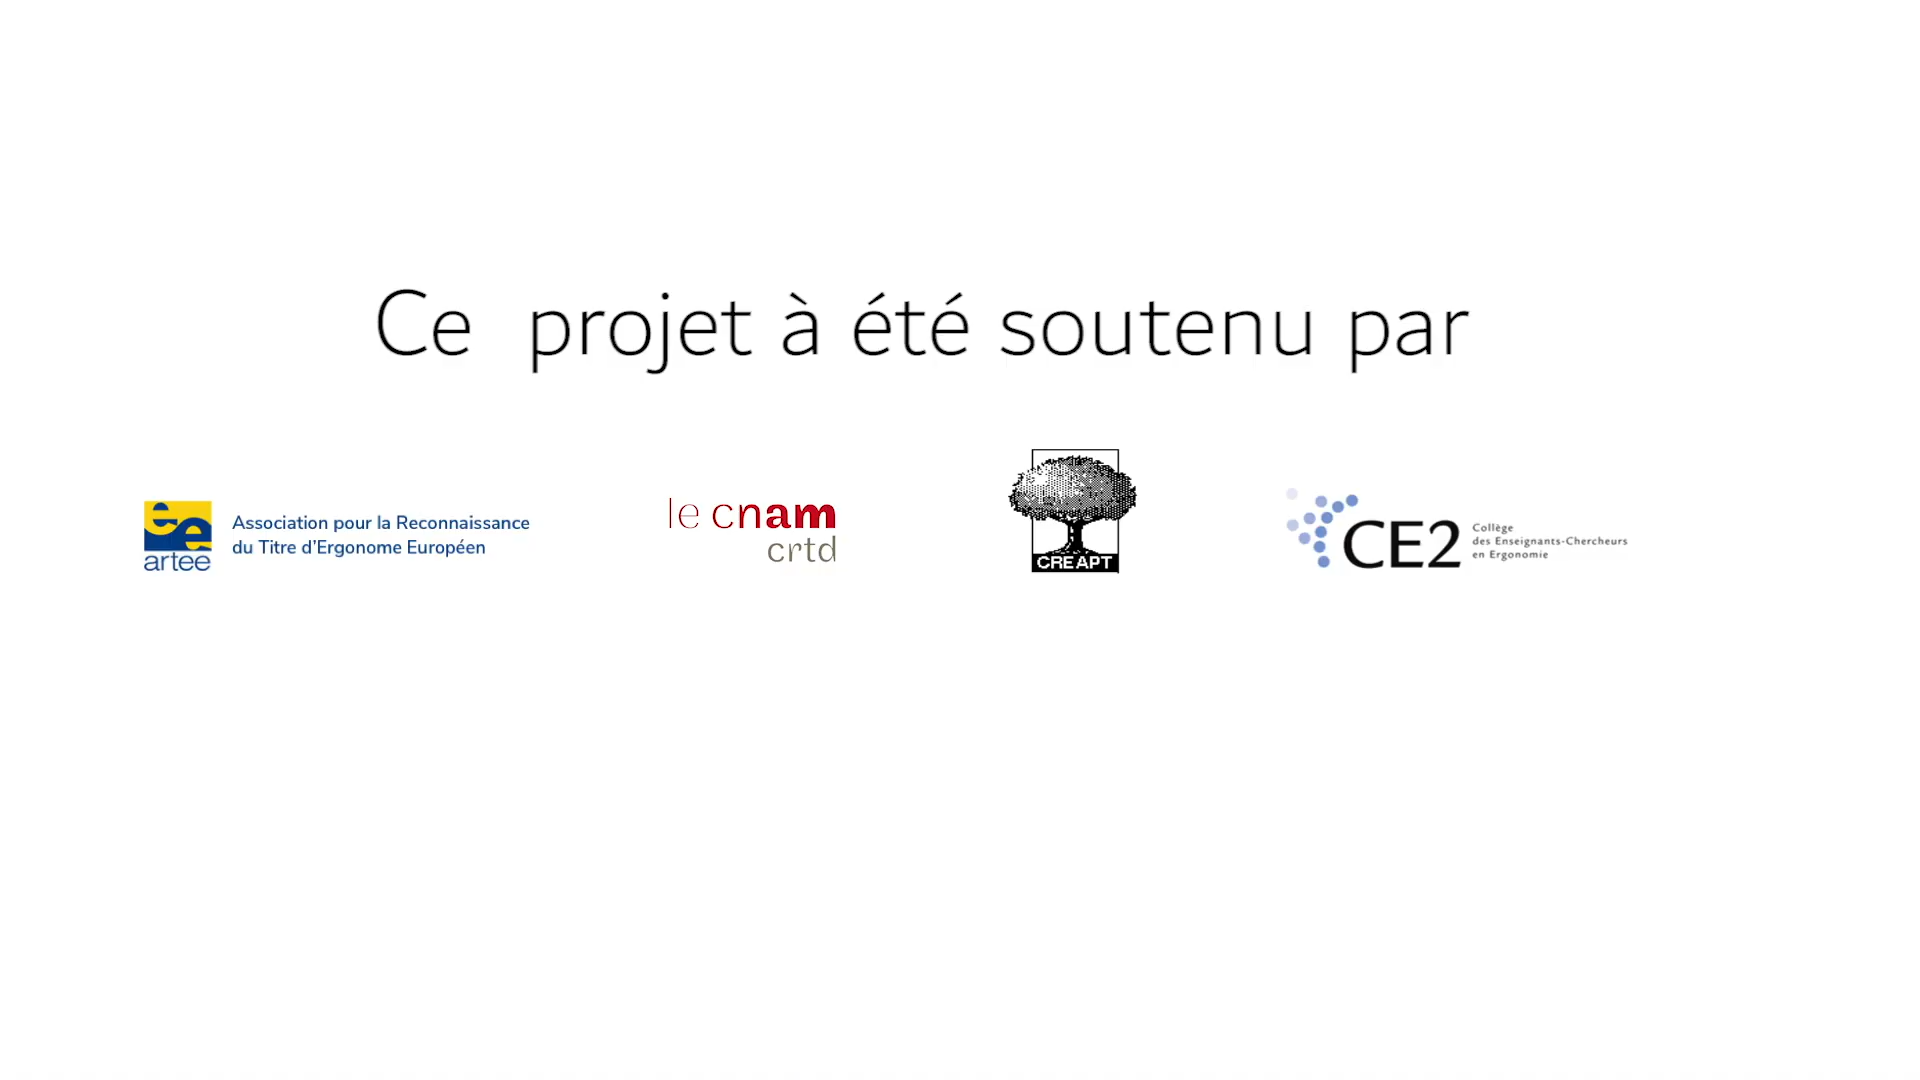 Ce projet à été soutenu par
artee
Association pour la Reconnaissance
du Titre d'Ergonome Européen
le cnam
crtd
CREAPT
CE2
Collège
des Enseignants-Chercheurs
en Ergonomie